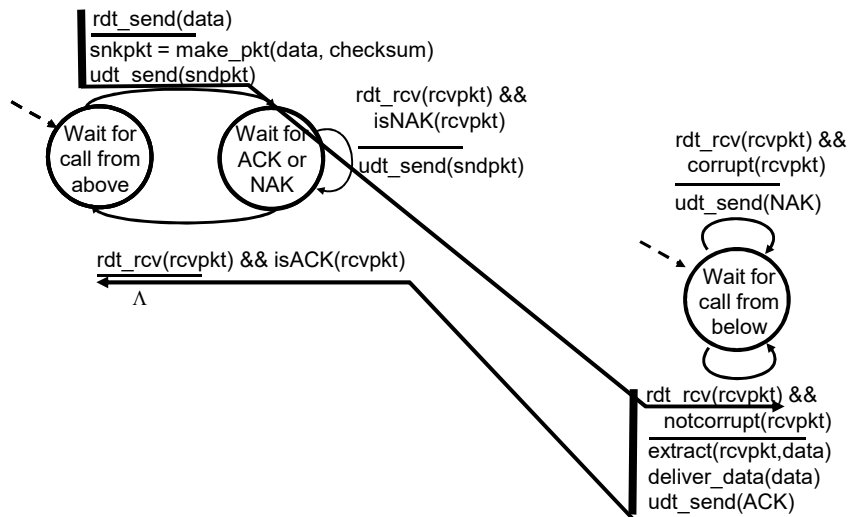 rdt_send(data)
snkpkt = make_pkt(data, checksum)
udt_send(sndpkt)
Wait for
call from
above
Wait for
ACK or
NAK
rdt_rcv(rcvpkt) &&
isNAK(rcvpkt)
udt_send(sndpkt)
rdt_rcv(rcvpkt) && isACK(rcvpkt)
Λ
rdt_rcv(rcvpkt) &&
corrupt(rcvpkt)
udt_send(NAK)
Wait for
call from
below
rdt_rcv(rcvpkt) &&
notcorrupt(rcvpkt)
extract(rcvpkt,data)
deliver_data(data)
udt_send(ACK)